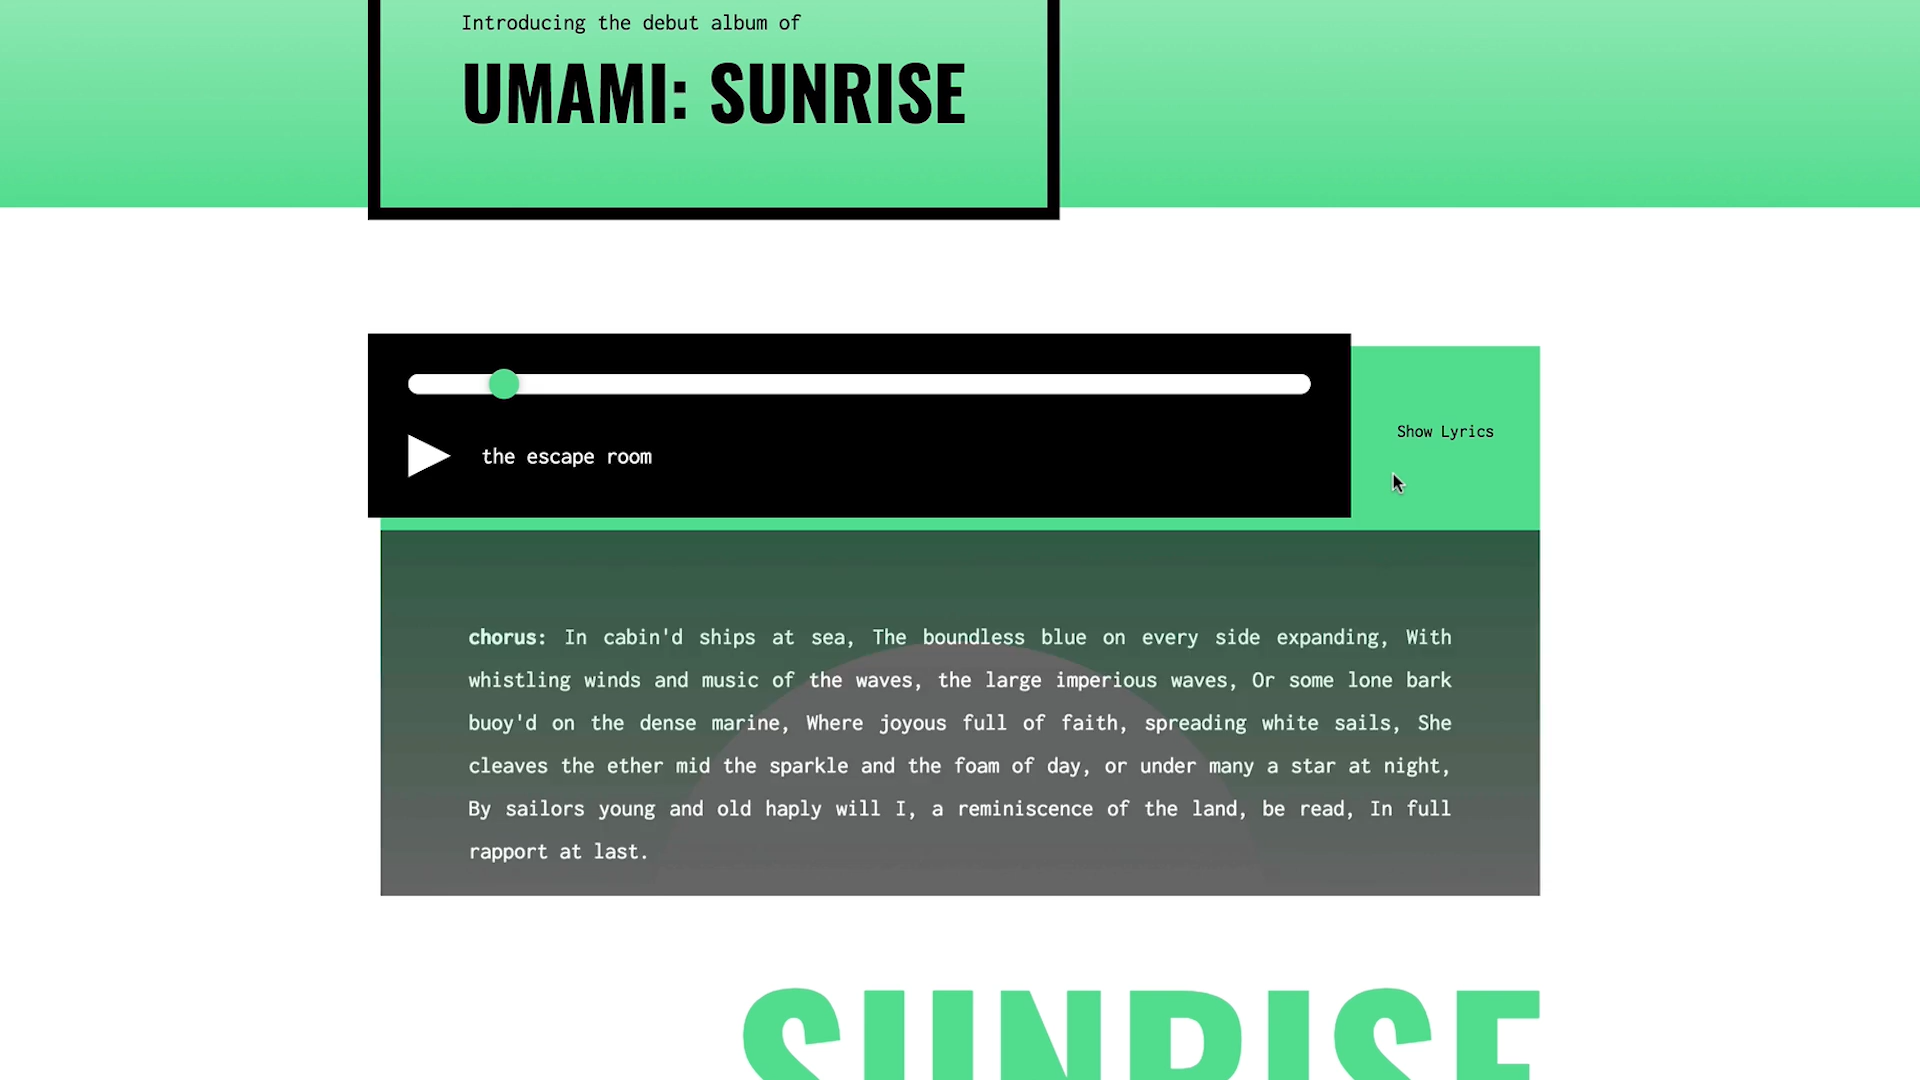 Introducing the debut album of
UMAMI: SUNRISE
the escape room
Show Lyrics
chorus: In cabin'd ships at sea, The boundless blue on every side expanding, With
whistling winds and music of the waves, the large imperious waves, Or some lone bark
buoy'd on the dense marine, Where joyous full of faith, spreading white sails, She
cleaves the ether mid the sparkle and the foam of day, or under many a star at night,
By sailors young and old haply will I, a reminiscence of the land, be read, In full
rapport at last.
SUNRISE